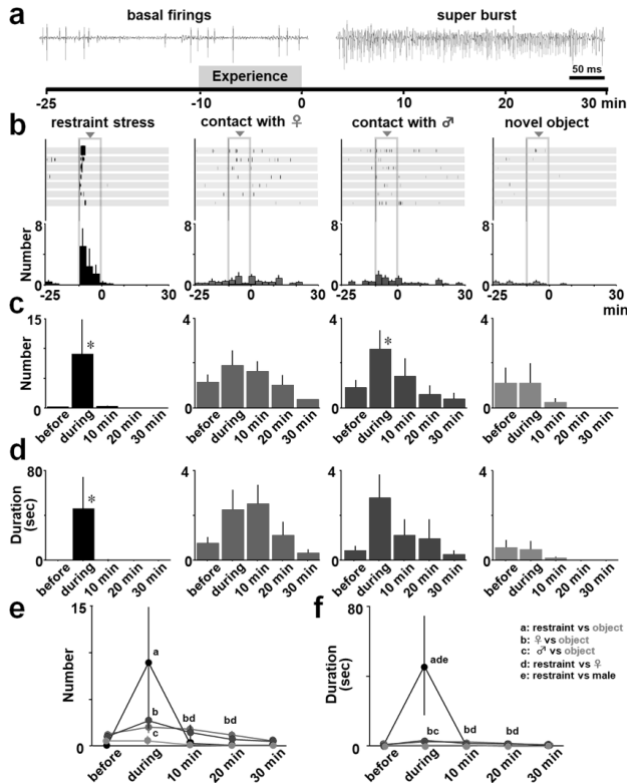 a
basal firings
super burst
Experience
50 ms
-25
-10
0
10
20
30 min
b
restraint stress
contact with ♀
contact with ♂
novel object
Number
8
0
-25
0
30
8
0
-25
0
30
8
0
-25
0
30
8
0
-25
0
30
min
c
Number
15
0
*
before
during
10 min
20 min
30 min
4
2
0
before
during
10 min
20 min
30 min
4
2
0
*
before
during
10 min
20 min
30 min
4
2
0
before
during
10 min
20 min
30 min
d
Duration
(sec)
80
0
*
before
during
10 min
20 min
30 min
4
2
0
before
during
10 min
20 min
30 min
4
2
0
before
during
10 min
20 min
30 min
4
2
0
before
during
10 min
20 min
30 min
e
Number
15
0
a
b
c
bd
bd
before
during
10 min
20 min
30 min
f
Duration
(sec)
80
0
ade
bc
bd
bd
before
during
10 min
20 min
30 min
a: restraint vs object
b: ♀ vs object
c: ♂ vs object
d: restraint vs ♀
e: restraint vs male